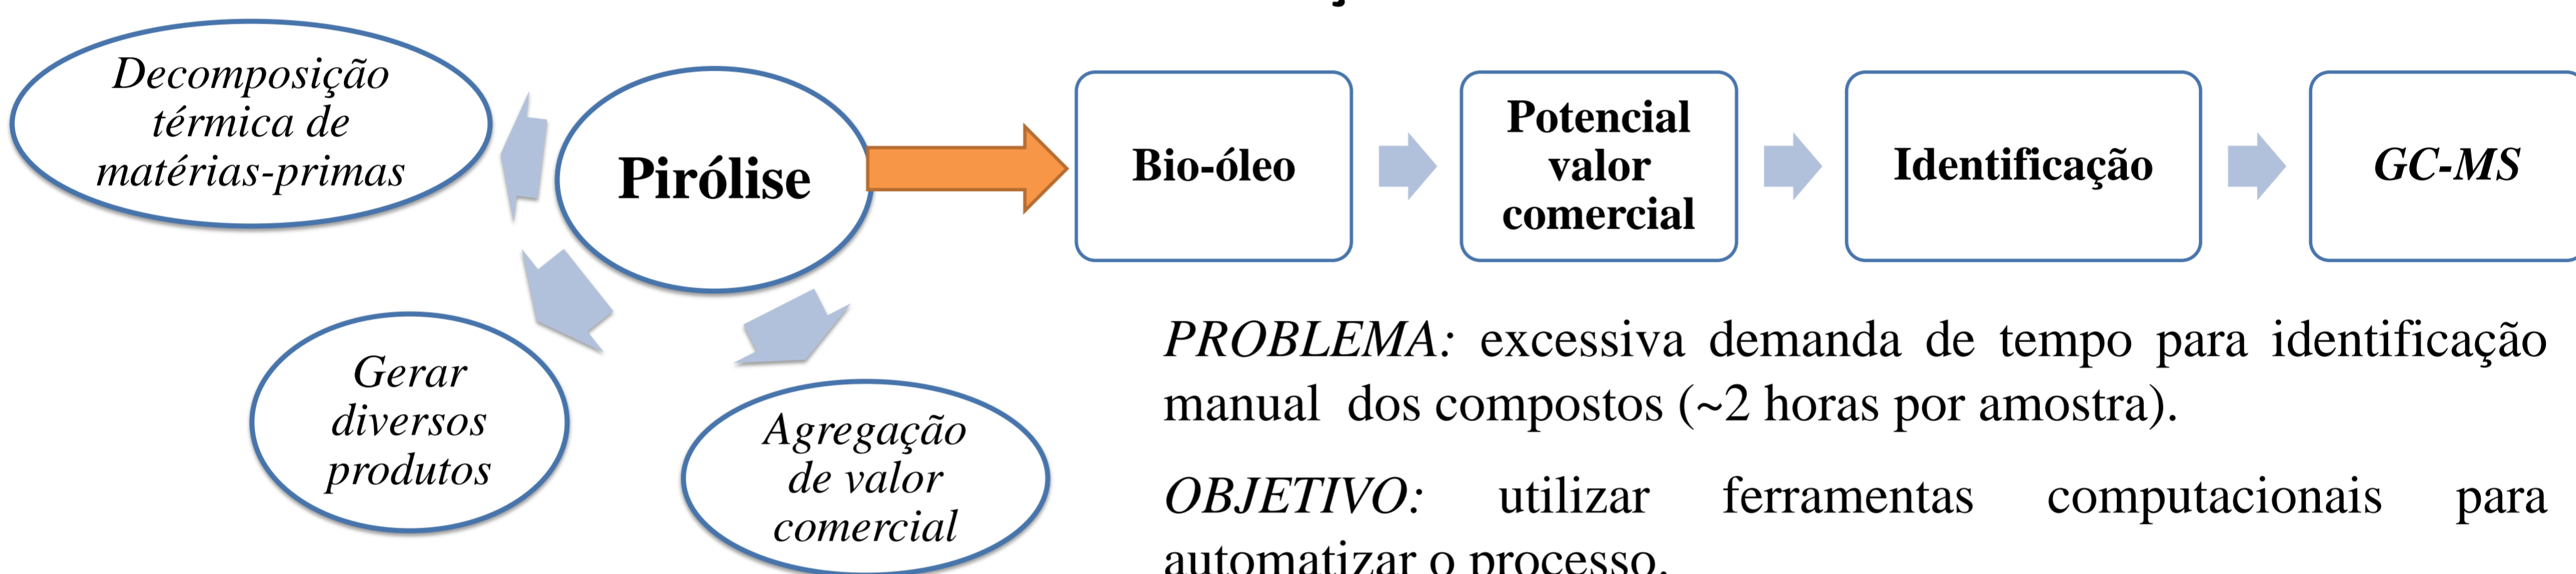 Decomposição
térmica de
matérias-primas
Pirólise
Bio-óleo
Potencial
valor
comercial
Identificação
GC-MS
Gerar
diversos
produtos
Agregação
de valor
comercial
PROBLEMA: excessiva demanda de tempo para identificação
manual dos compostos (~2 horas por amostra).
OBJETIVO: utilizar ferramentas computacionais para
automatizar o processo.